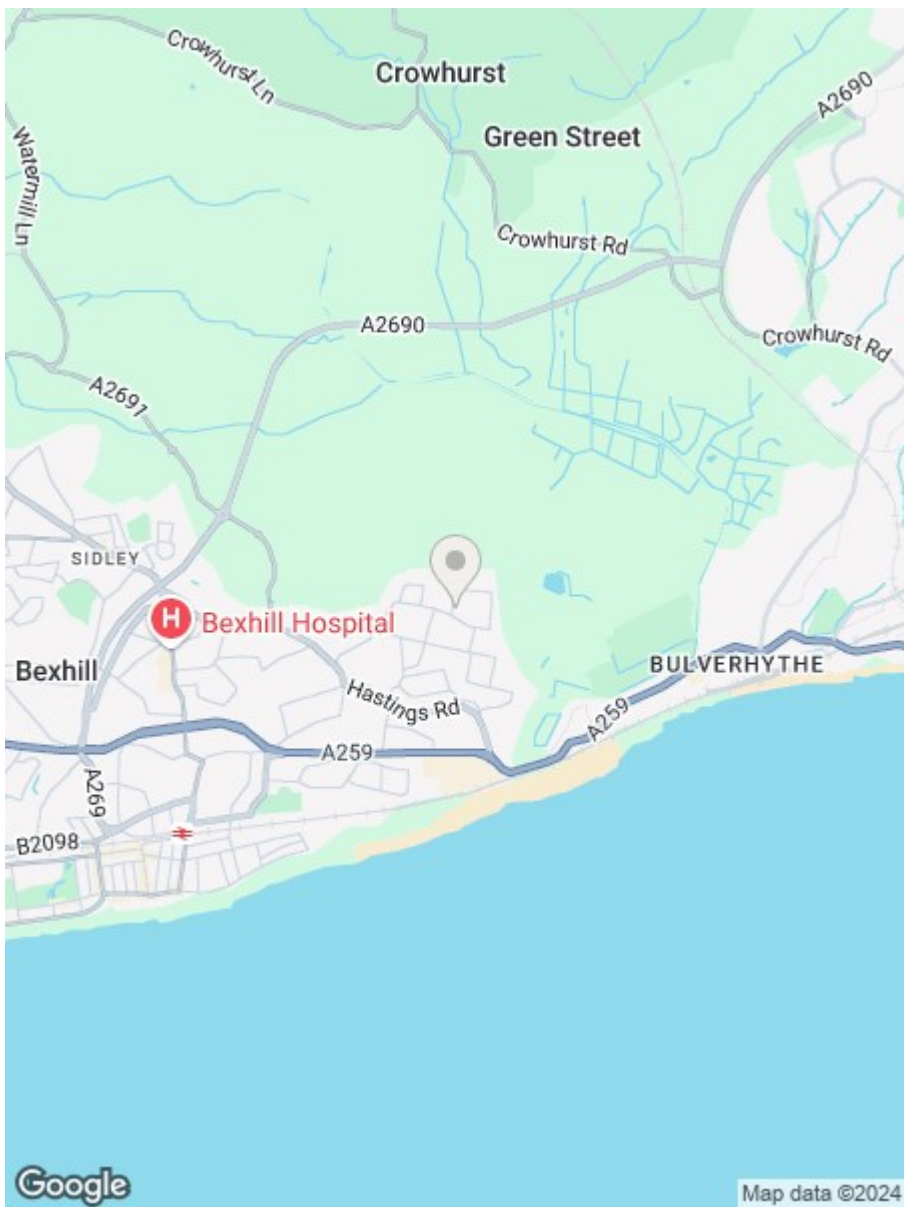 Crowhurst Ln
Crowhurst
A2690
Green Street
Watermill Ln
Crowhurst Rd
A2690
Crowhurst Rd
A2691
SIDLEY
H
Bexhill Hospital
Bexhill
BULVERHYTHE
Hastings Rd
A259
A259
A269
B2098
Google
Map data ©2024